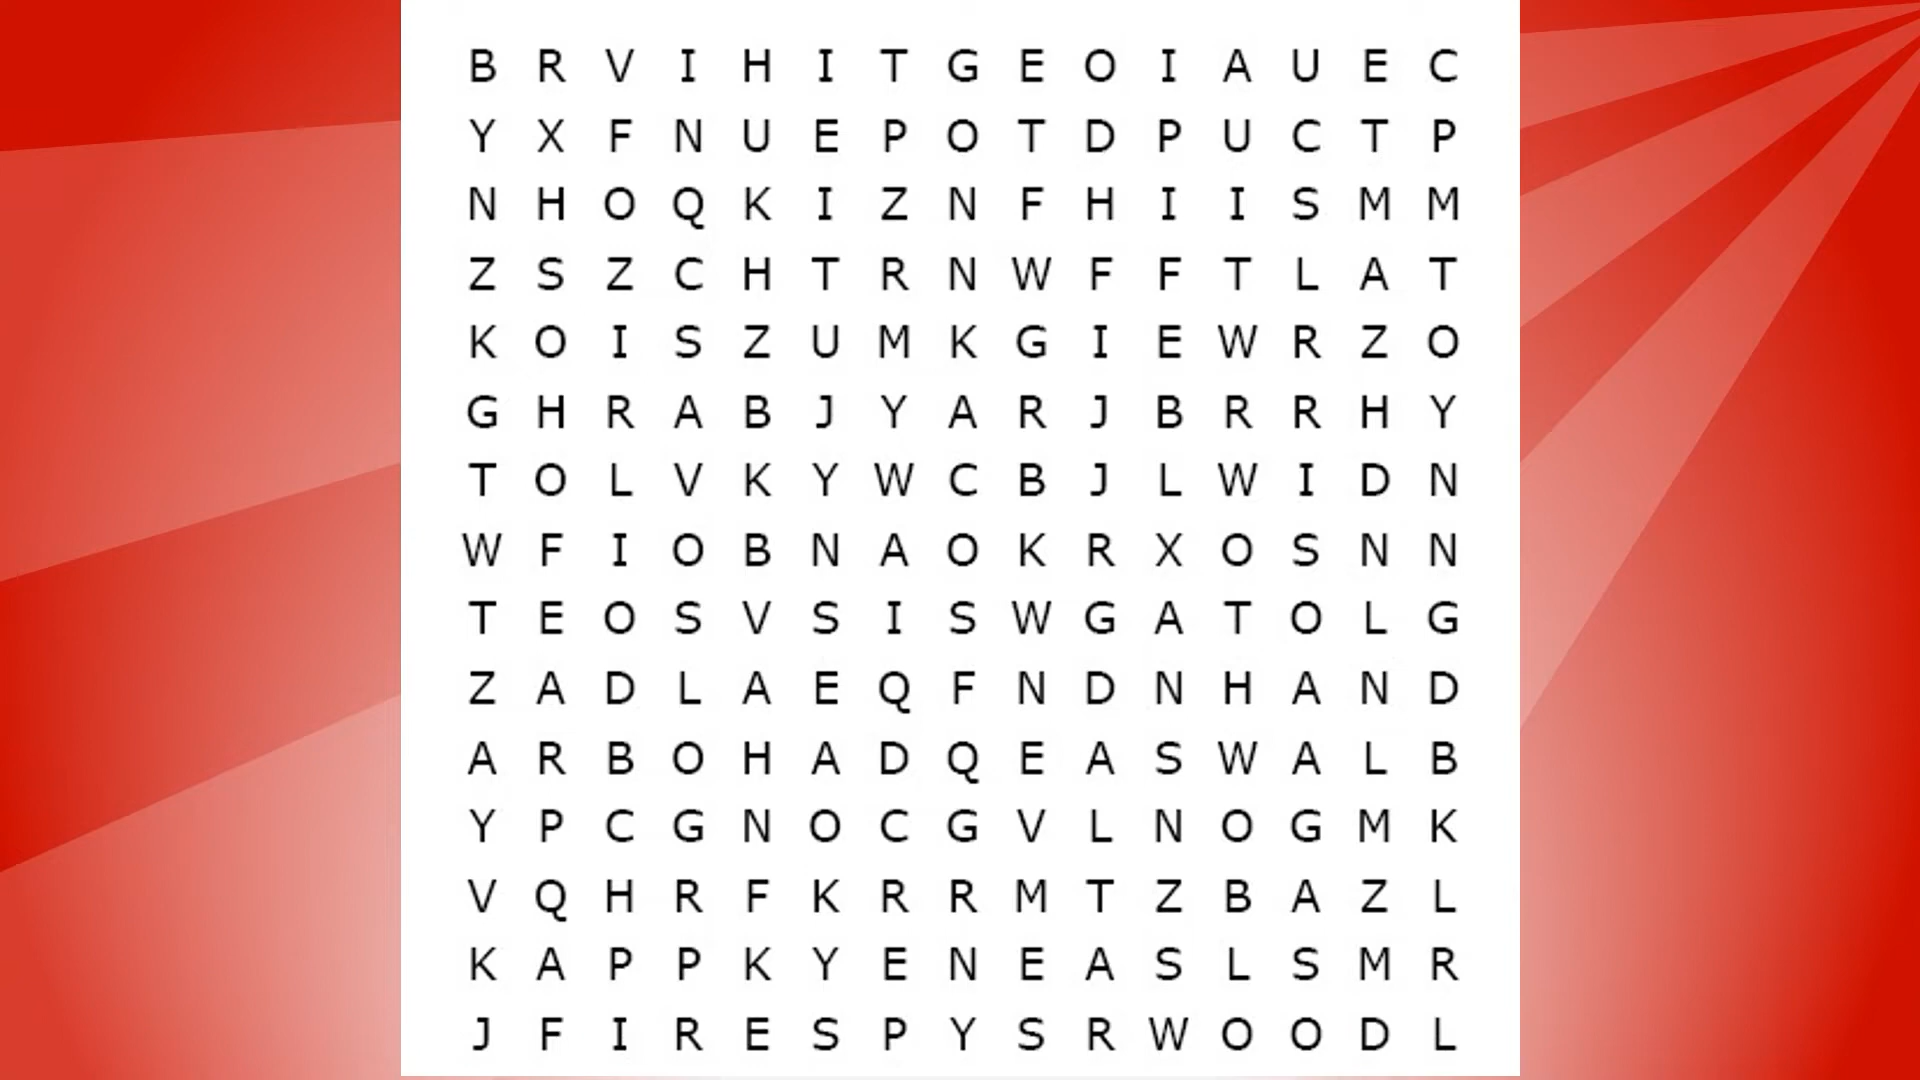 B R V I H I T G E O I A U E C
Y X F N U E P O T D P U C T P
N H O Q K I Z N F H I I S M M
Z S Z C H T R N W F F T L A T
K O I S Z U M K G I E W R Z O
G H R A B J Y A R J B R R H Y
T O L V K Y W C B J L W I D N
W F I O B N A O K R X O S N N
T E O S V S I S W G A T O L G
Z A D L A E Q F N D N H A N D
A R B O H A D Q E A S W A L B
Y P C G N O C G V L N O G M K
V Q H R F K R R M T Z B A Z L
K A P P K Y E N E A S L S M R
J F I R E S P Y S R W O O D L